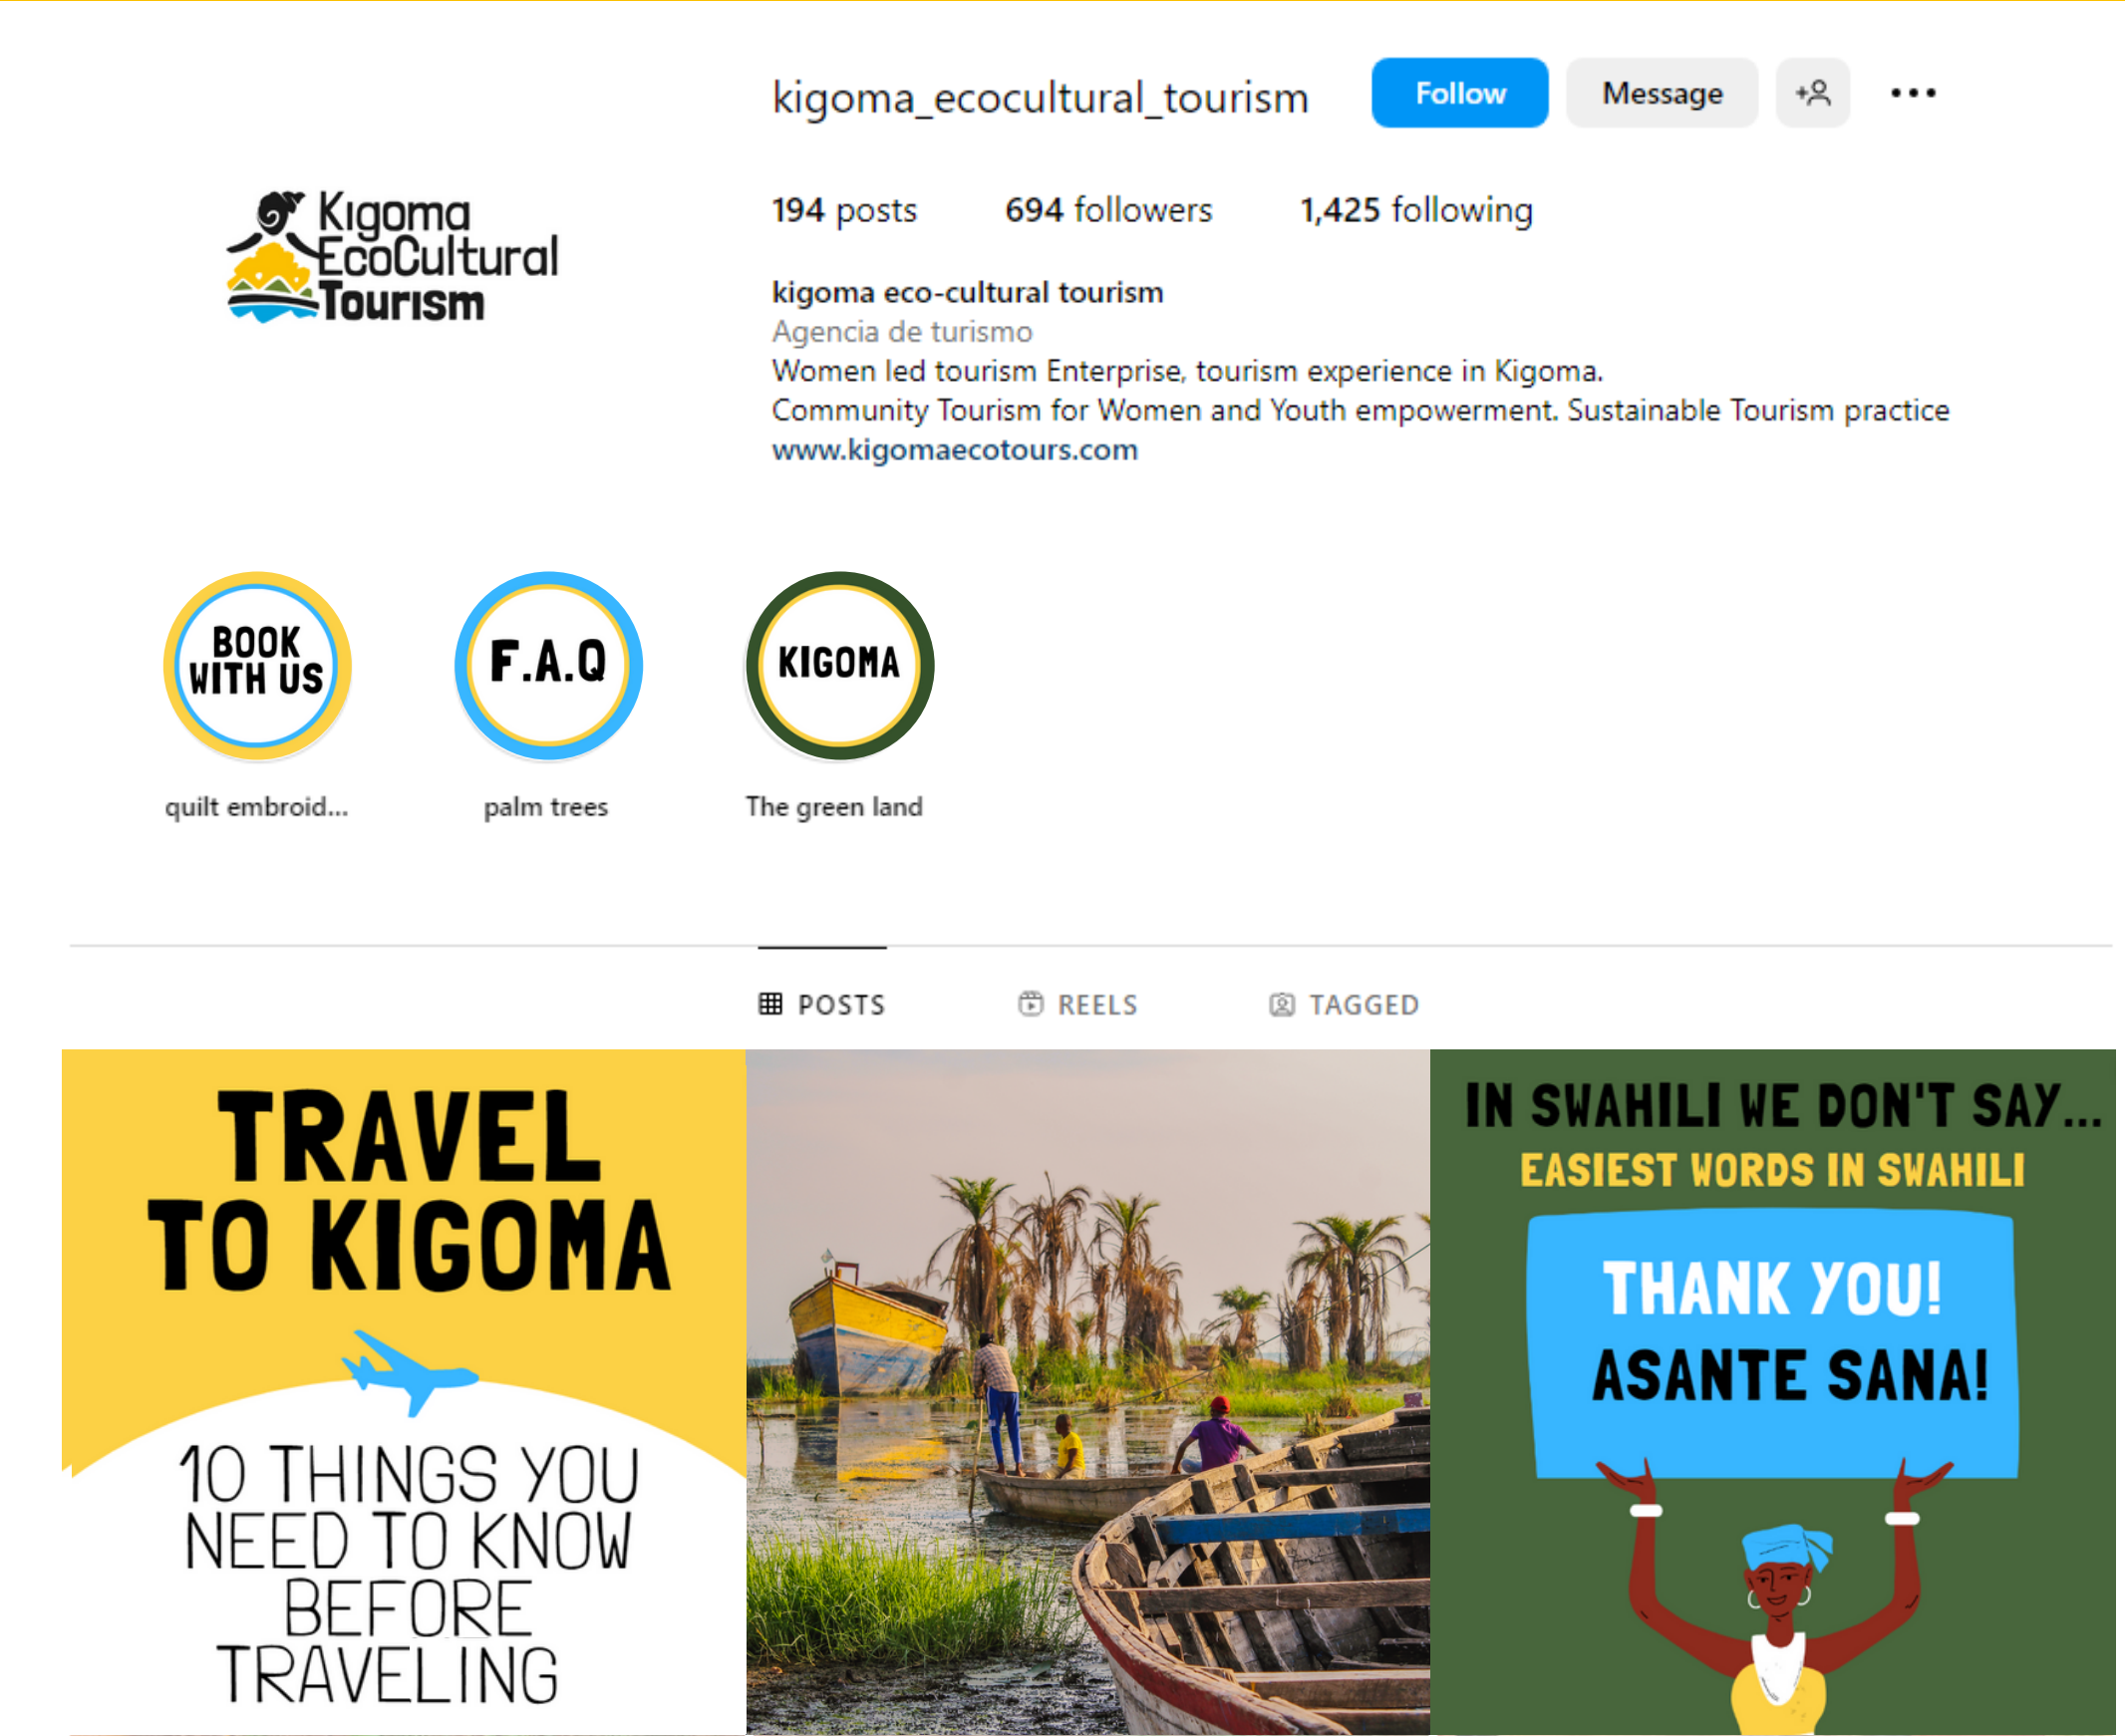 kigoma_ecocultural_tourism
Follow
Message
194 posts
694 followers
1,425 following
Kigoma
EcoCultural
Tourism
kigoma eco-cultural tourism
Agencia de turismo
Women led tourism Enterprise, tourism experience in Kigoma.
Community Tourism for Women and Youth empowerment. Sustainable Tourism practice
www.kigomaecotours.com
BOOK
WITH US
F.A.Q
KIGOMA
quilt embroid...
palm trees
The green land
POSTS
REELS
TAGGED
TRAVEL
TO KIGOMA
10 THINGS YOU
NEED TO KNOW
BEFORE
TRAVELING
IN SWAHILI WE DON'T SAY...
EASIEST WORDS IN SWAHILI
THANK YOU!
ASANTE SANA!